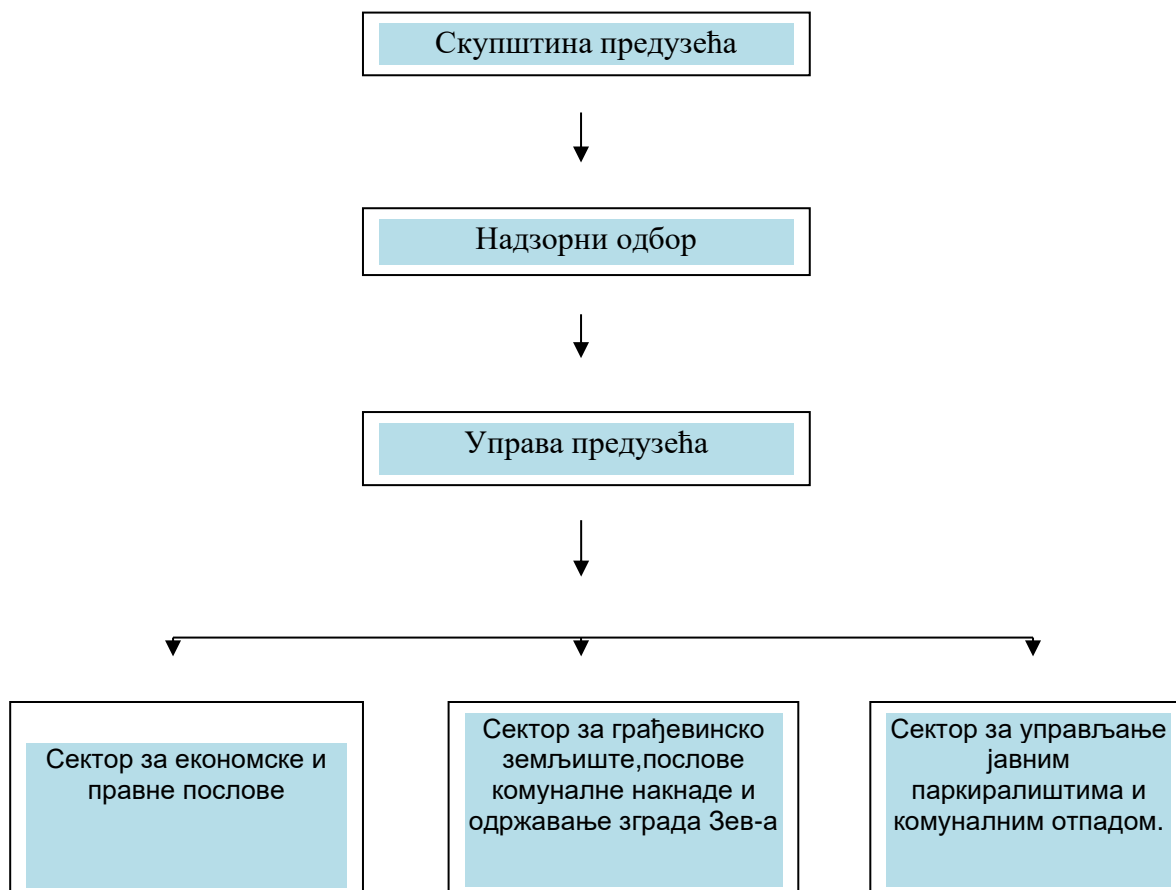 Скупштина предузећа
Надзорни одбор
Управа предузећа
Сектор за економске и
правне послове
Сектор за грађевинско
земљиште,послове
комуналне накнаде и
одржавање зграда Зев-а
Сектор за управљање
јавним
паркиралиштима и
комуналним отпадом.